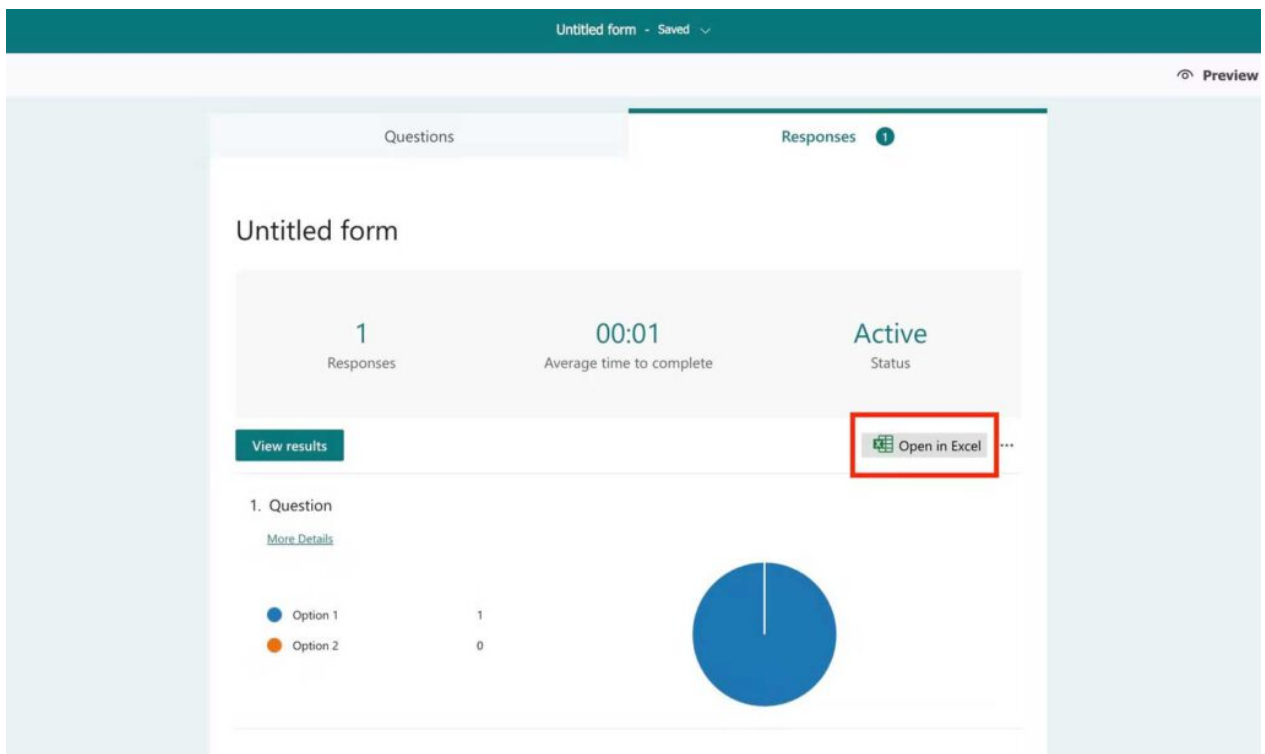 Untitled form - Saved
Preview
Questions
Responses 1
Untitled form
1
Responses
00:01
Average time to complete
Active
Status
View results
Open in Excel
1. Question
More Details
Option 1 1
Option 2 0